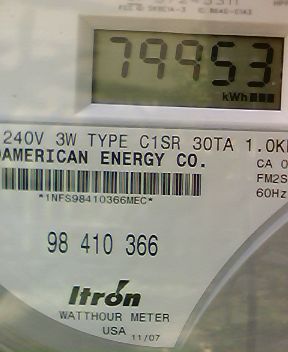 79953
kWh
240V 3W TYPE C1SR 30TA 1.0K
AMERICAN ENERGY CO.
CA 0
FM2S
60Hz
*1NFS98410366MEC*
98 410 366
Itron
WATTHOUR METER
USA 11/07